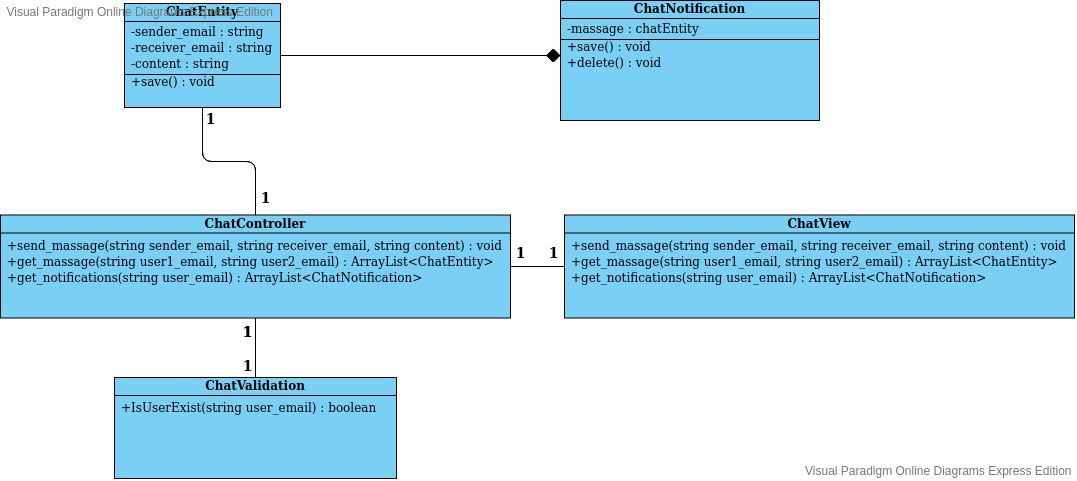 Visual Paradigm Online Diagrams Express Edition
ChatEntity
-sender_email : string
-receiver_email : string
-content : string
+save() : void
ChatNotification
-massage : chatEntity
+save() : void
+delete() : void
1
1
ChatController
+send_massage(string sender_email, string receiver_email, string content) : void
+get_massage(string user1_email, string user2_email) : ArrayList<ChatEntity>
+get_notifications(string user_email) : ArrayList<ChatNotification>
1
1
ChatView
+send_massage(string sender_email, string receiver_email, string content) : void
+get_massage(string user1_email, string user2_email) : ArrayList<ChatEntity>
+get_notifications(string user_email) : ArrayList<ChatNotification>
1
1
ChatValidation
+IsUserExist(string user_email) : boolean
Visual Paradigm Online Diagrams Express Edition